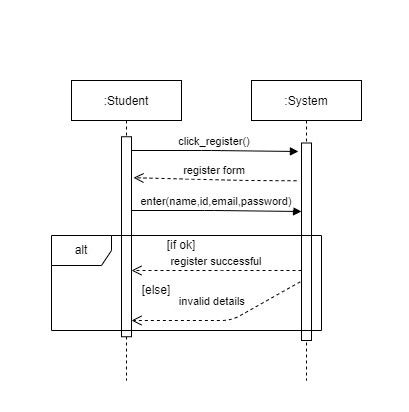 :Student
:System
click_register()
register form
enter(name,id,email,password)
alt
[if ok]
register successful
[else]
invalid details